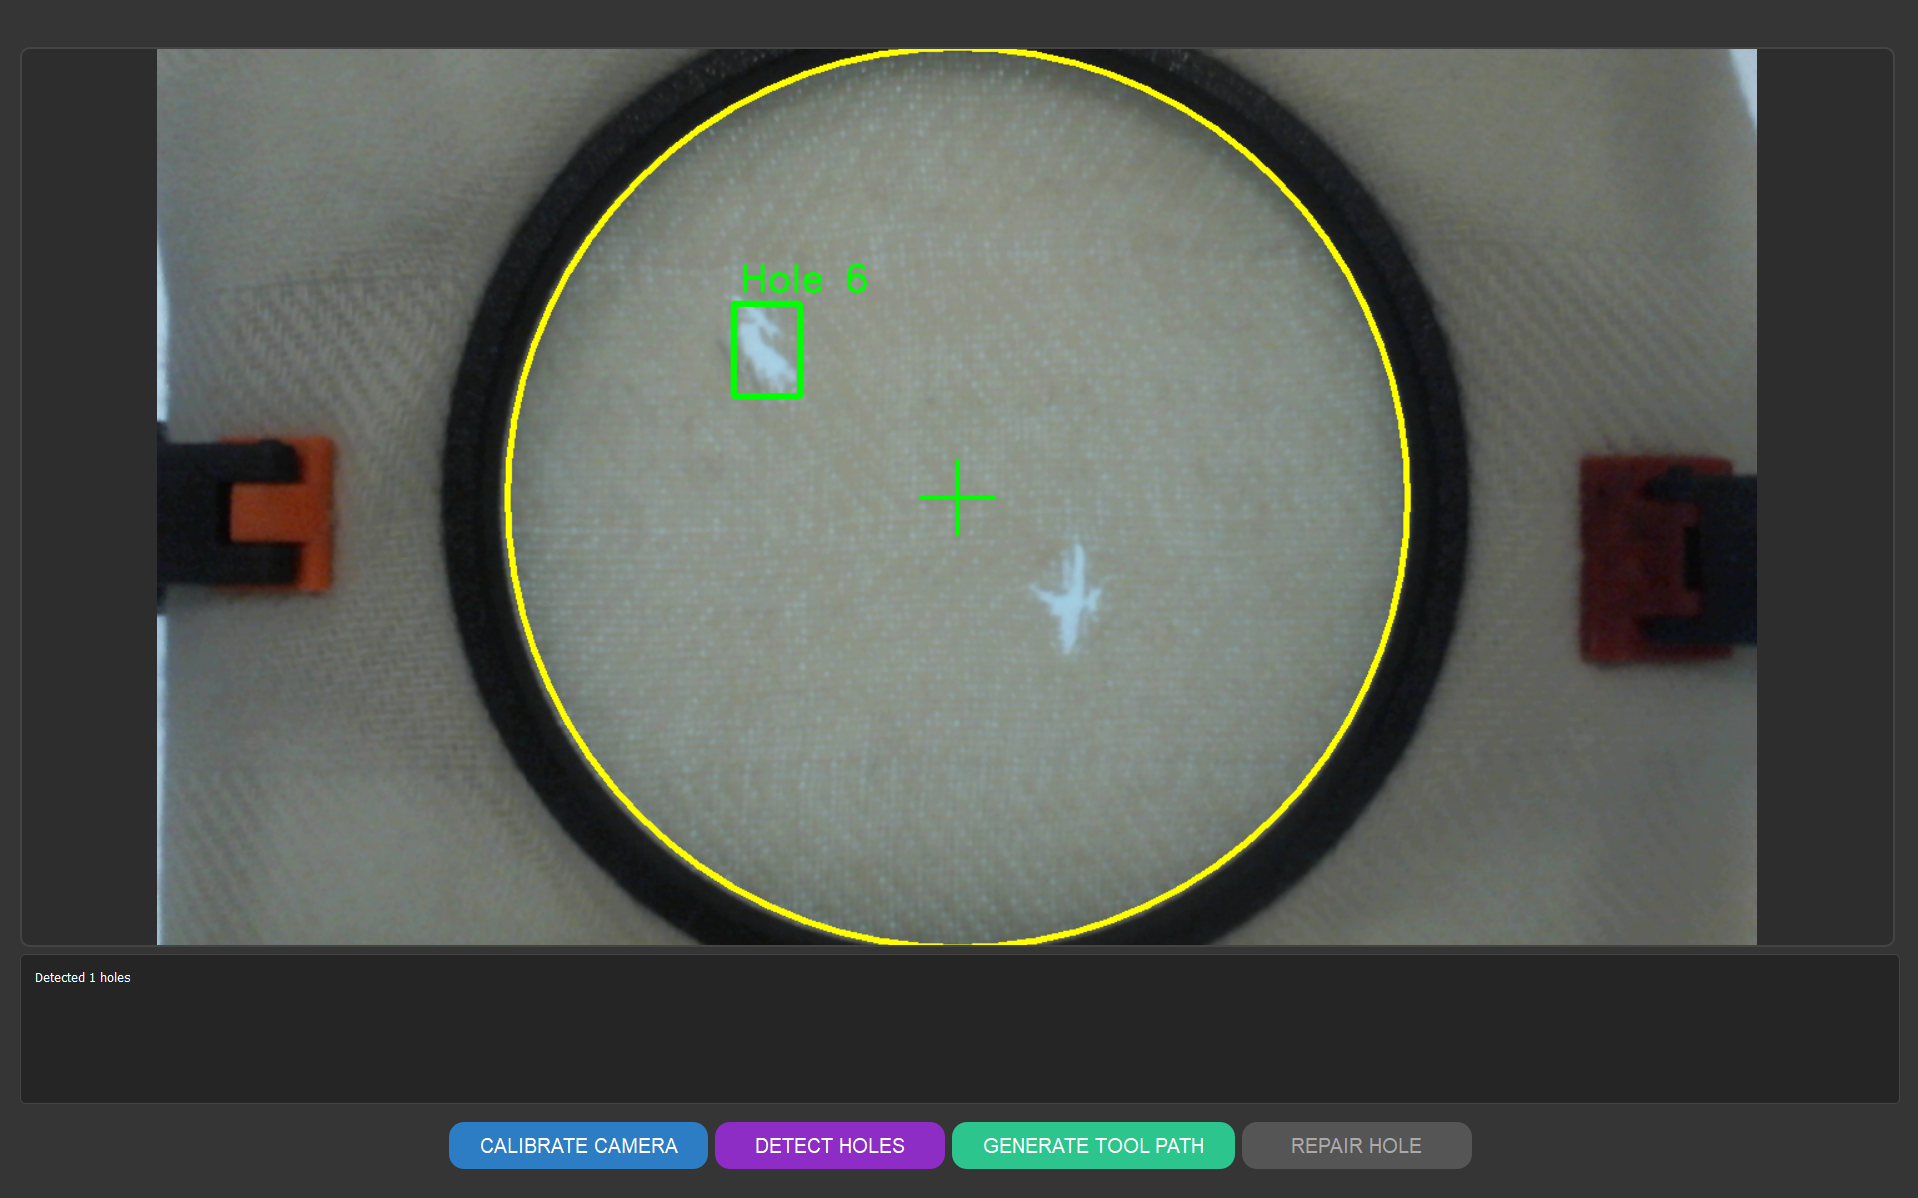 Hole 6
Detected 1 holes
CALIBRATE CAMERA
DETECT HOLES
GENERATE TOOL PATH
REPAIR HOLE